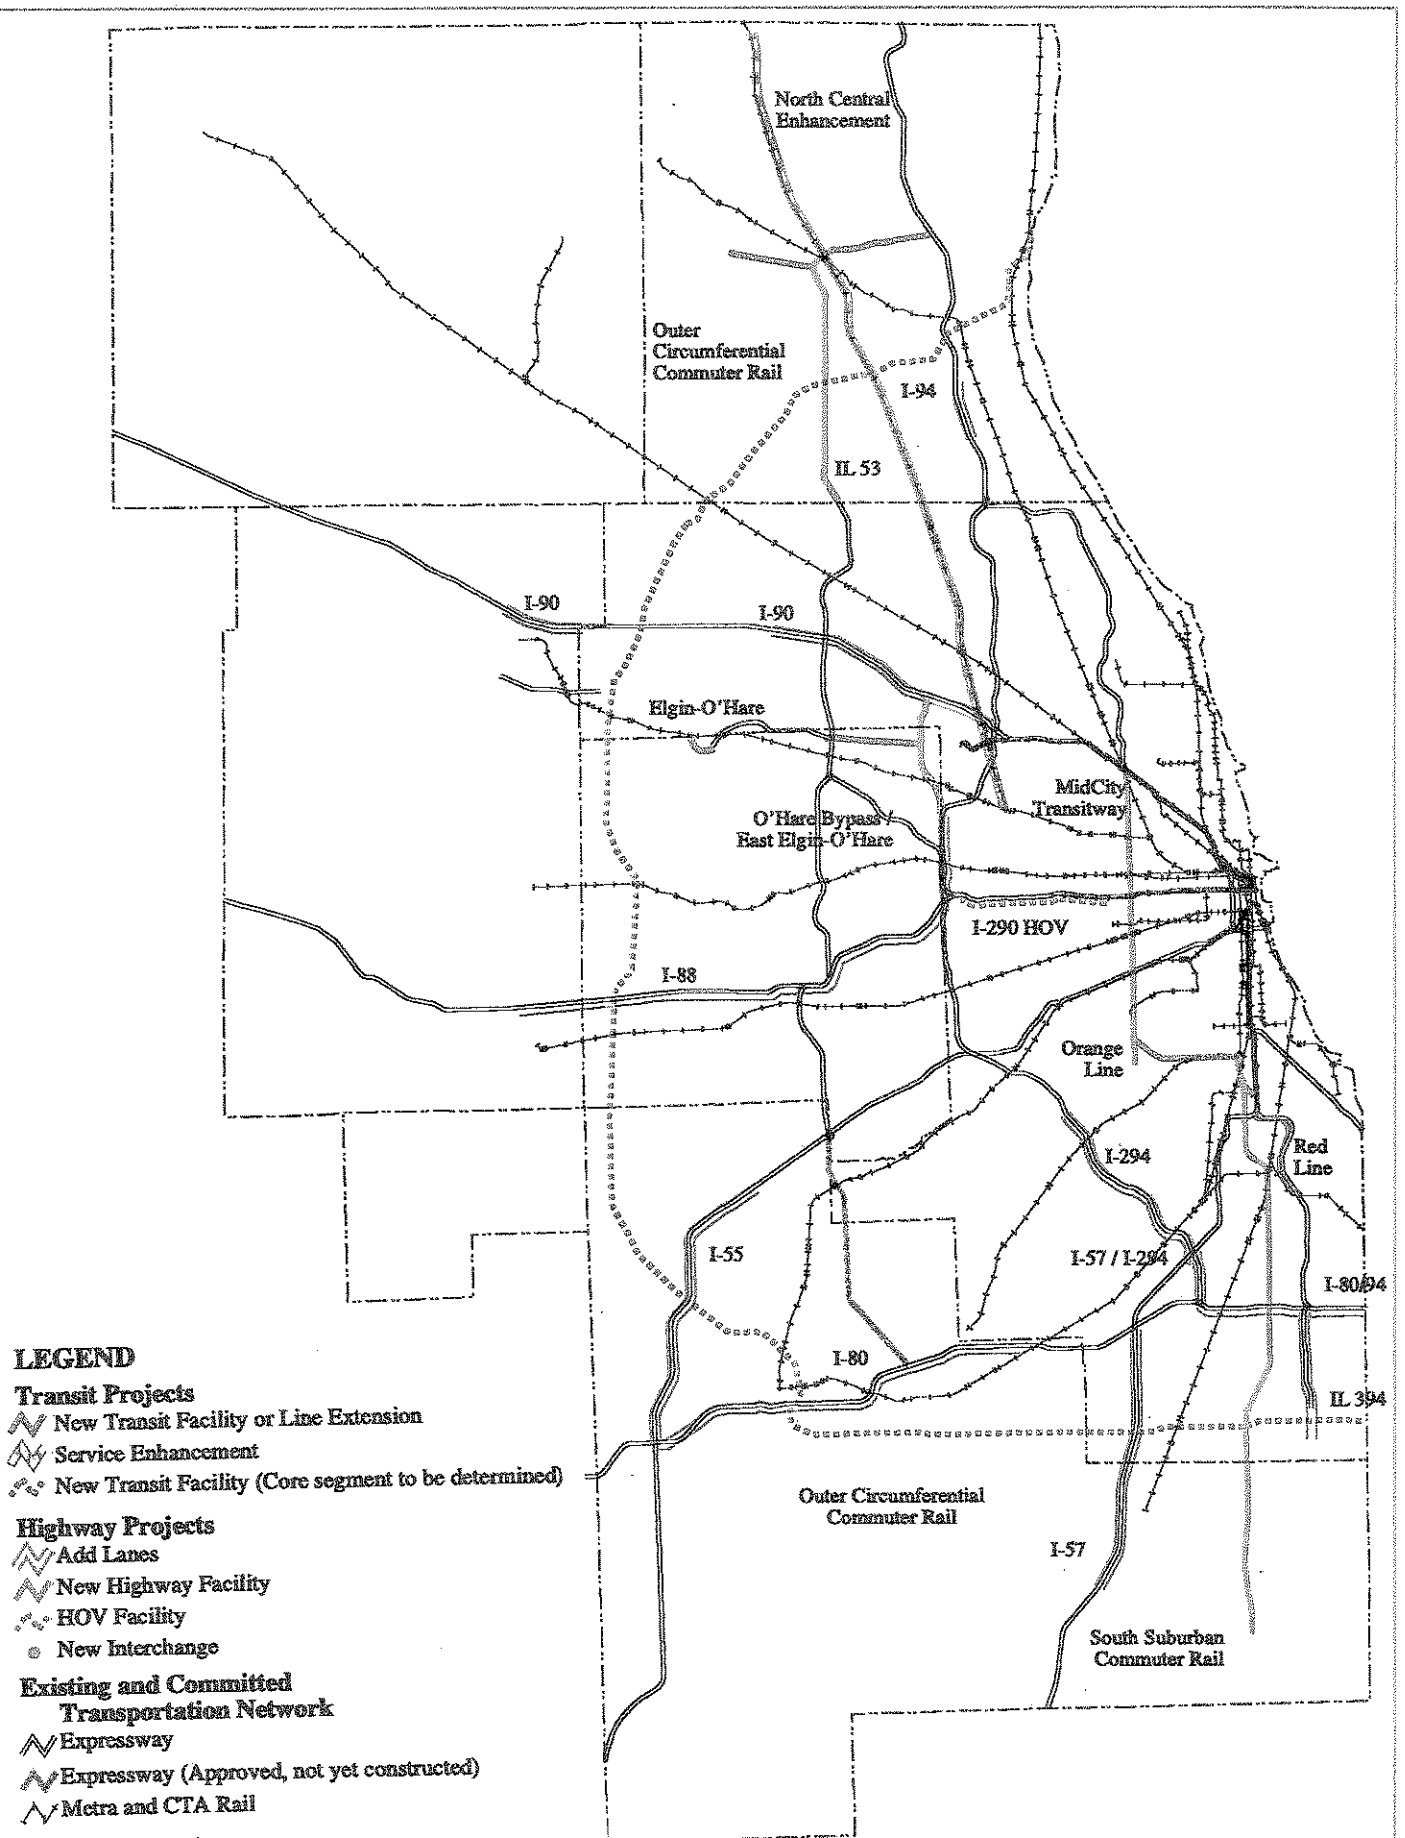 North Central
Enhancement
Outer
Circumferential
Commuter Rail
I-94
IL 53
I-90
I-90
Elgin-O'Hare
MidCity
Transitway
O'Hare Bypass /
East Elgin-O'Hare
I-290 HOV
I-88
Orange
Line
I-294
Red
Line
I-55
I-57 / I-294
I-80/94
I-80
IL 394
Outer Circumferential
Commuter Rail
I-57
South Suburban
Commuter Rail
LEGEND
Transit Projects
New Transit Facility or Line Extension
Service Enhancement
New Transit Facility (Core segment to be determined)
Highway Projects
Add Lanes
New Highway Facility
HOV Facility
New Interchange
Existing and Committed
Transportation Network
Expressway
Expressway (Approved, not yet constructed)
Metra and CTA Rail